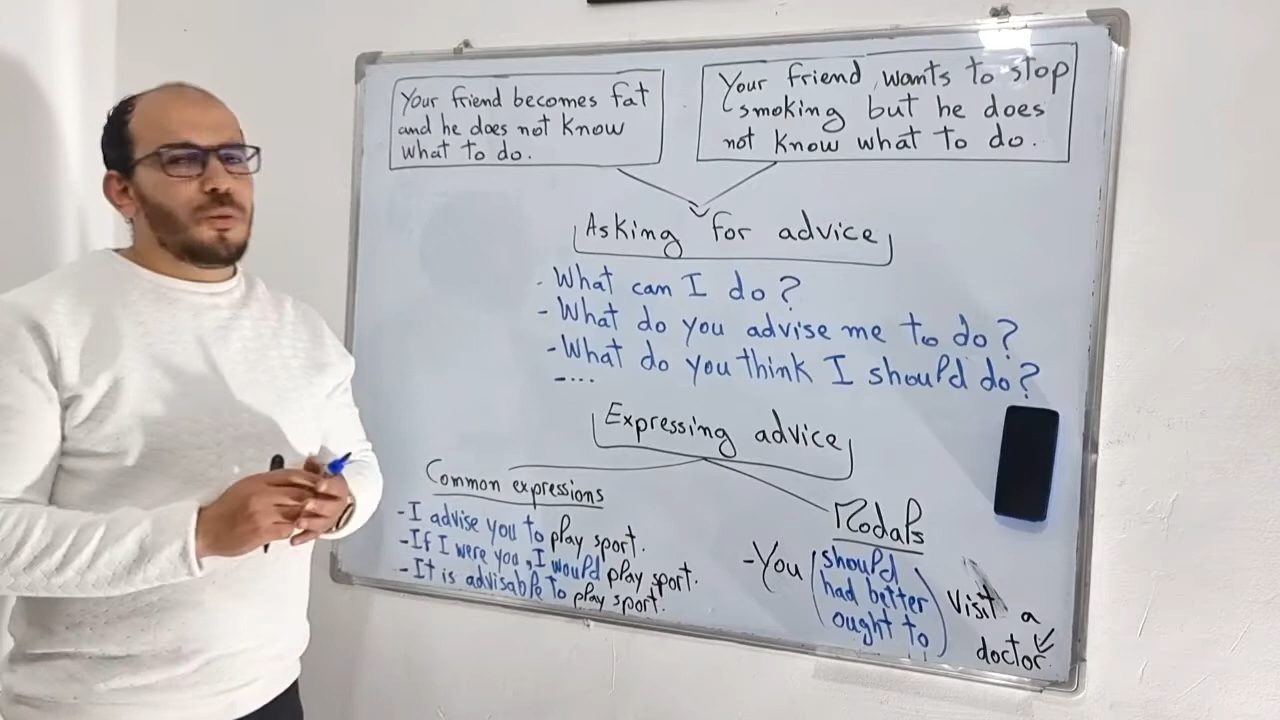 Your friend becomes fat
and he does not know
what to do.
Your friend wants to stop
smoking but he does
not know what to do.
Asking for advice
- What can I do?
- What do you advise me to do?
- What do you think I should do?
-....
Expressing advice
Common expressions
- I advise you to play sport.
- If I were you, I would play sport.
- It is advisable to play sport.
Modals
- You should
had better
ought to
visit a
doctor.